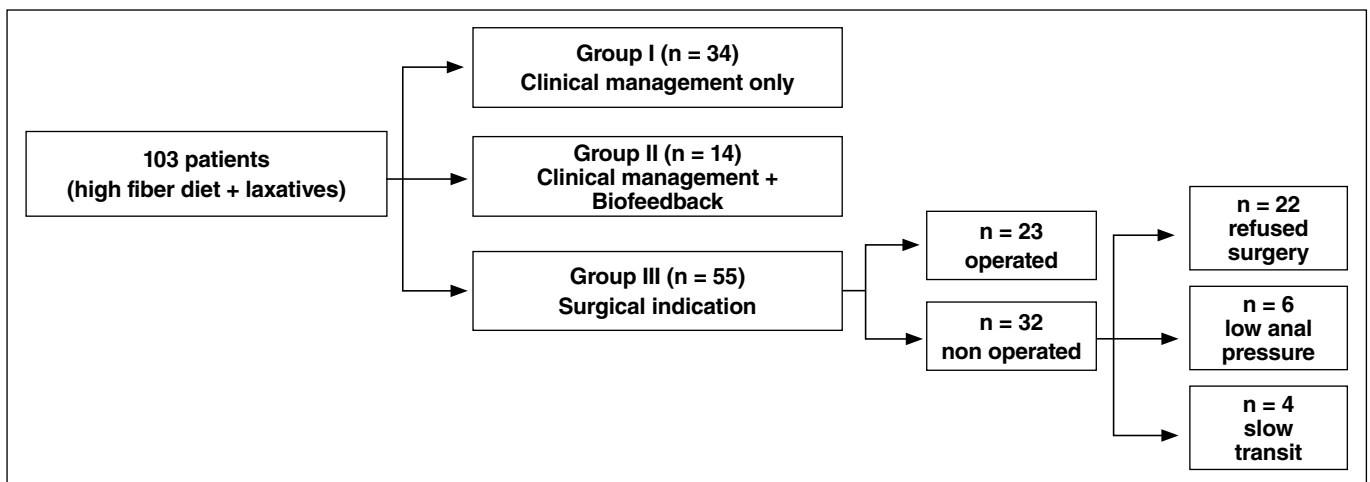 103 patients
(high fiber diet + laxatives)
Group I (n = 34)
Clinical management only
Group II (n = 14)
Clinical management +
Biofeedback
Group III (n = 55)
Surgical indication
n = 23
operated
n = 32
non operated
n = 22
refused
surgery
n = 6
low anal
pressure
n = 4
slow
transit